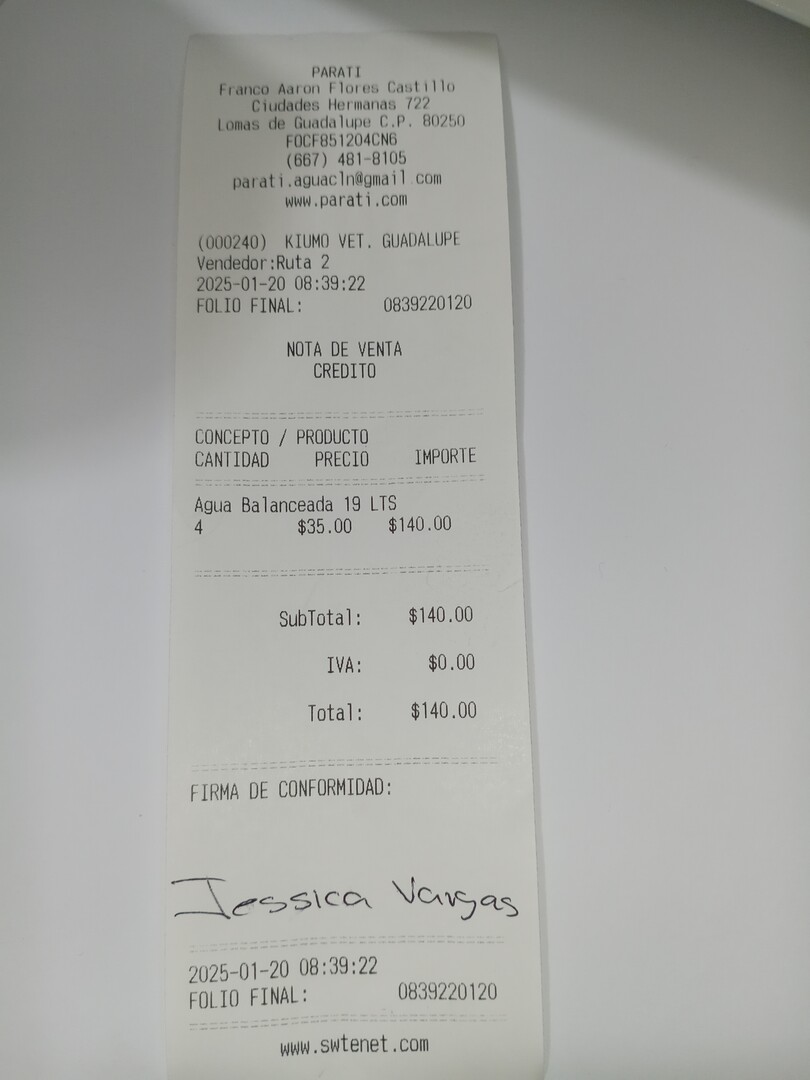 PARATI
Franco Aaron Flores Castillo
Ciudades Hermanas 722
Lomas de Guadalupe C.P. 80250
FOCF851204CN6
(667) 481-8105
parati.aguacln@gmail.com
www.parati.com
(000240) KIUMO VET. GUADALUPE
Vendedor:Ruta 2
2025-01-20 08:39:22
FOLIO FINAL: 0839220120
NOTA DE VENTA
CREDITO
CONCEPTO / PRODUCTO
CANTIDAD PRECIO IMPORTE
Agua Balanceada 19 LTS
4 $35.00 $140.00
SubTotal: $140.00
IVA: $0.00
Total: $140.00
FIRMA DE CONFORMIDAD:
Jessica Vargas
2025-01-20 08:39:22
FOLIO FINAL: 0839220120
www.swtenet.com